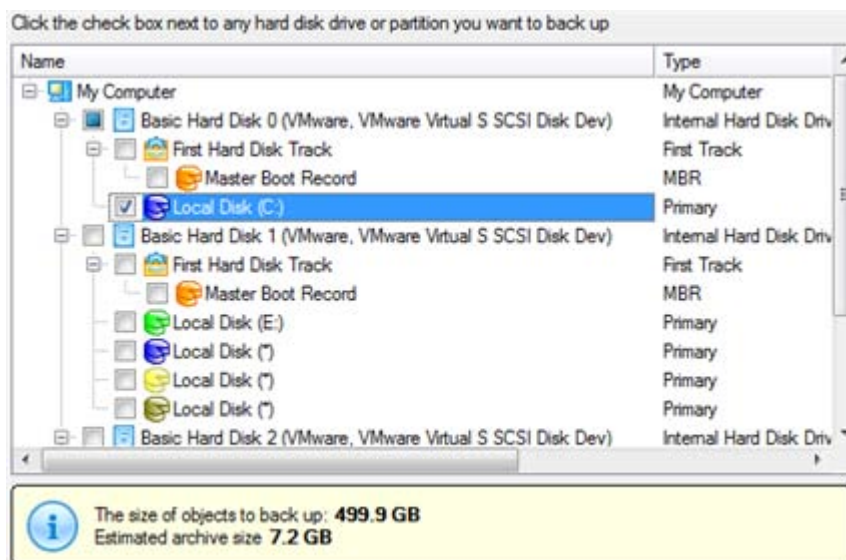 Click the check box next to any hard disk drive or partition you want to back up
Name Type
My Computer My Computer
Basic Hard Disk 0 (VMware, VMware Virtual S SCSI Disk Dev) Internal Hard Disk Driv
First Hard Disk Track First Track
Master Boot Record MBR
Local Disk (C:) Primary
Basic Hard Disk 1 (VMware, VMware Virtual S SCSI Disk Dev) Internal Hard Disk Driv
First Hard Disk Track First Track
Master Boot Record MBR
Local Disk (E:) Primary
Local Disk (*) Primary
Local Disk (*) Primary
Local Disk (*) Primary
Basic Hard Disk 2 (VMware, VMware Virtual S SCSI Disk Dev) Internal Hard Disk Driv
The size of objects to back up: 499.9 GB
Estimated archive size 7.2 GB